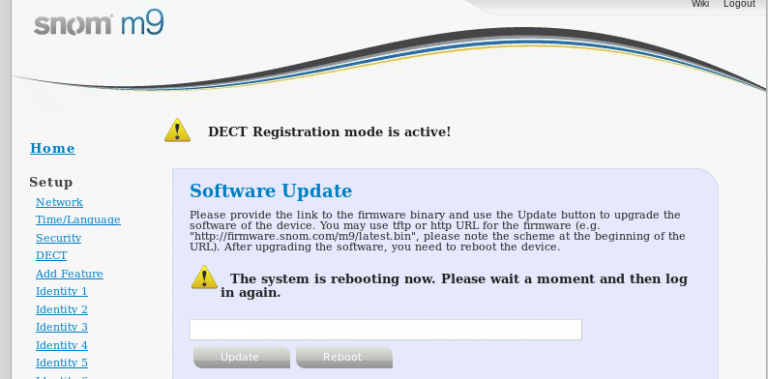 Wiki Logout
snom m9
DECT Registration mode is active!
Home
Setup
Network
Time/Language
Security
DECT
Add Feature
Identity 1
Identity 2
Identity 3
Identity 4
Identity 5
Software Update
Please provide the link to the firmware binary and use the Update button to upgrade the
software of the device. You may use tftp or http URL for the firmware (e.g.
"http://firmware.snom.com/m9/latest.bin", please note the scheme at the beginning of the
URL). After upgrading the software, you need to reboot the device.
The system is rebooting now. Please wait a moment and then log
in again.
Update Reboot